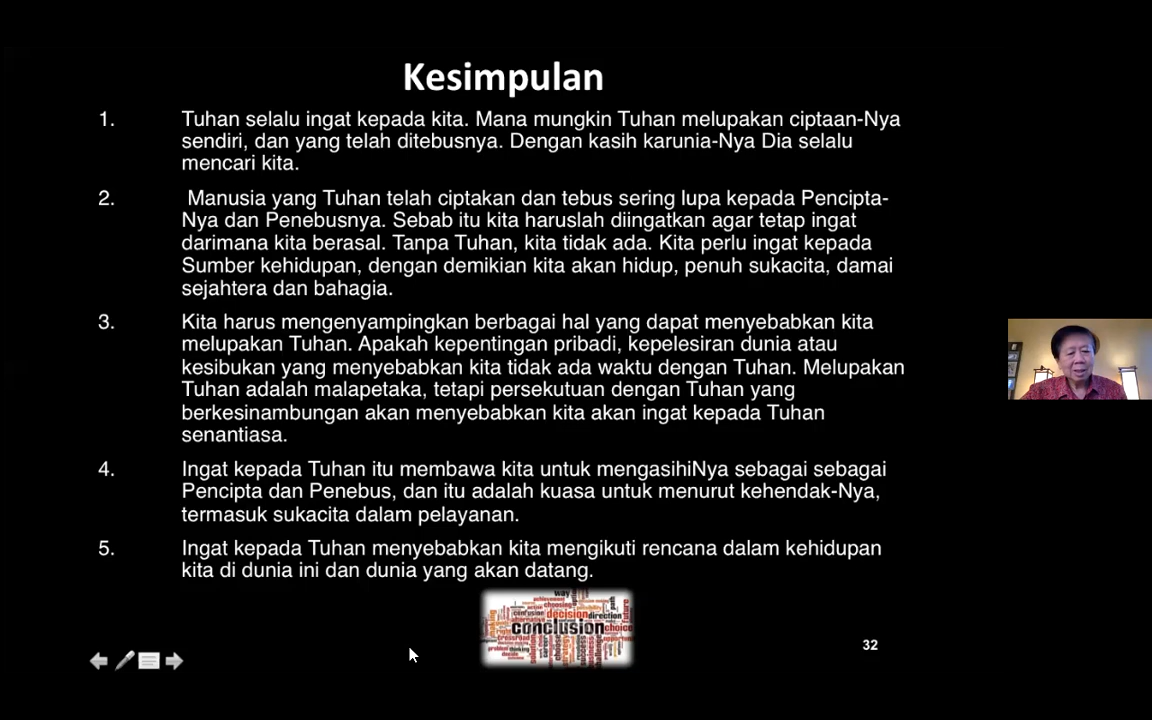 Kesimpulan
1. Tuhan selalu ingat kepada kita. Mana mungkin Tuhan melupakan ciptaan-Nya
sendiri, dan yang telah ditebusnya. Dengan kasih karunia-Nya Dia selalu
mencari kita.
2. Manusia yang Tuhan telah ciptakan dan tebus sering lupa kepada Pencipta-
Nya dan Penebusnya. Sebab itu kita haruslah diingatkan agar tetap ingat
darimana kita berasal. Tanpa Tuhan, kita tidak ada. Kita perlu ingat kepada
Sumber kehidupan, dengan demikian kita akan hidup, penuh sukacita, damai
sejahtera dan bahagia.
3. Kita harus mengenyampingkan berbagai hal yang dapat menyebabkan kita
melupakan Tuhan. Apakah kepentingan pribadi, kepelesiran dunia atau
kesibukan yang menyebabkan kita tidak ada waktu dengan Tuhan. Melupakan
Tuhan adalah malapetaka, tetapi persekutuan dengan Tuhan yang
berkesinambungan akan menyebabkan kita akan ingat kepada Tuhan
senantiasa.
4. Ingat kepada Tuhan itu membawa kita untuk mengasihiNya sebagai sebagai
Pencipta dan Penebus, dan itu adalah kuasa untuk menurut kehendak-Nya,
termasuk sukacita dalam pelayanan.
5. Ingat kepada Tuhan menyebabkan kita mengikuti rencana dalam kehidupan
kita di dunia ini dan dunia yang akan datang.
way
choosing
confusion decision direction
conclusion choice
32